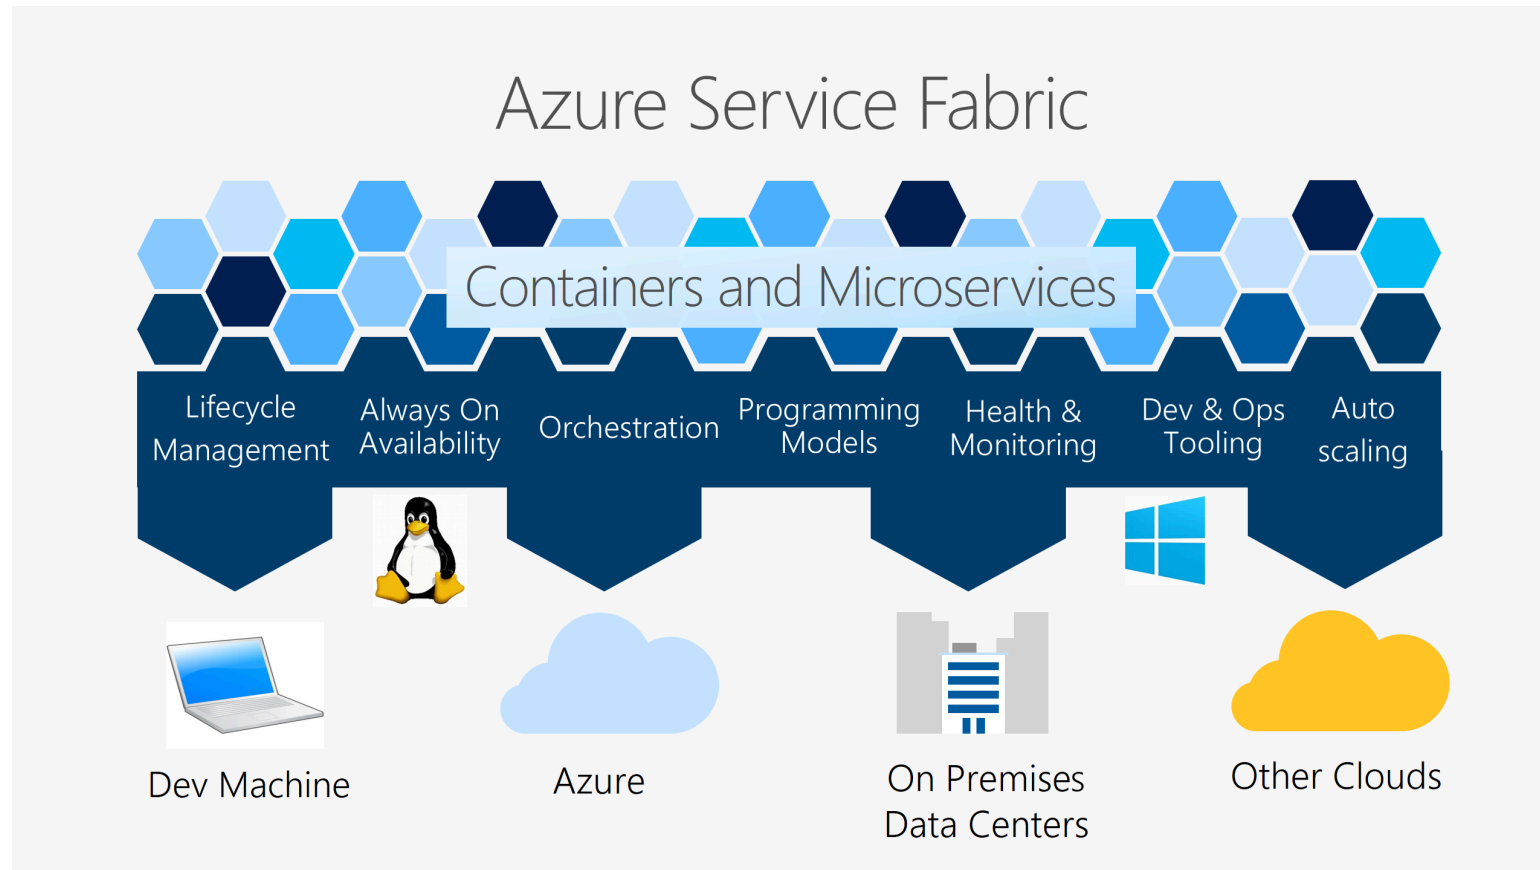 Azure Service Fabric
Containers and Microservices
Lifecycle
Management
Always On
Availability
Orchestration
Programming
Models
Health &
Monitoring
Dev & Ops
Tooling
Auto
scaling
Dev Machine
Azure
On Premises
Data Centers
Other Clouds